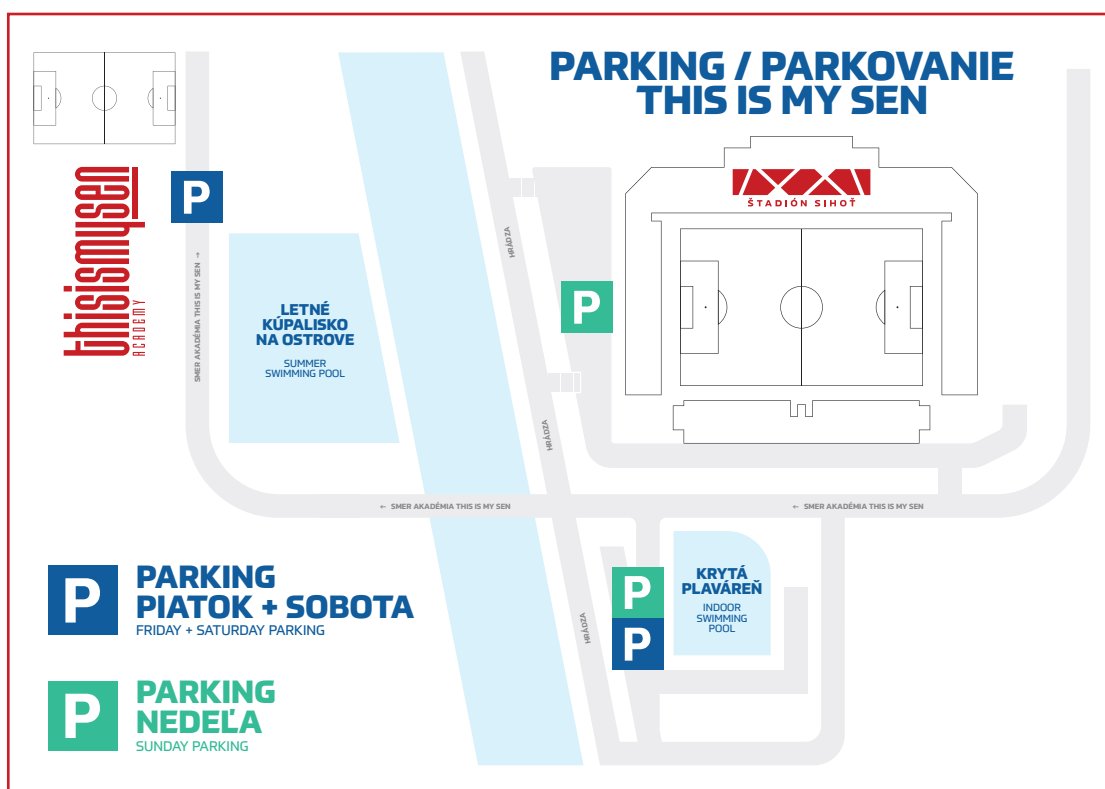 PARKING / PARKOVANIE
THIS IS MY SEN
thisismysen
ACADEMY
P
SMER AKADÉMIA THIS IS MY SEN →
LETNÉ
KÚPALISKO
NA OSTROVE
SUMMER
SWIMMING POOL
HRÁDZA
HRÁDZA
ŠTADIÓN SIHOŤ
P
← SMER AKADÉMIA THIS IS MY SEN
← SMER AKADÉMIA THIS IS MY SEN
HRÁDZA
P
P
KRYTÁ
PLAVÁREŇ
INDOOR
SWIMMING
POOL
P
PARKING
PIATOK + SOBOTA
FRIDAY + SATURDAY PARKING
P
PARKING
NEDEĽA
SUNDAY PARKING